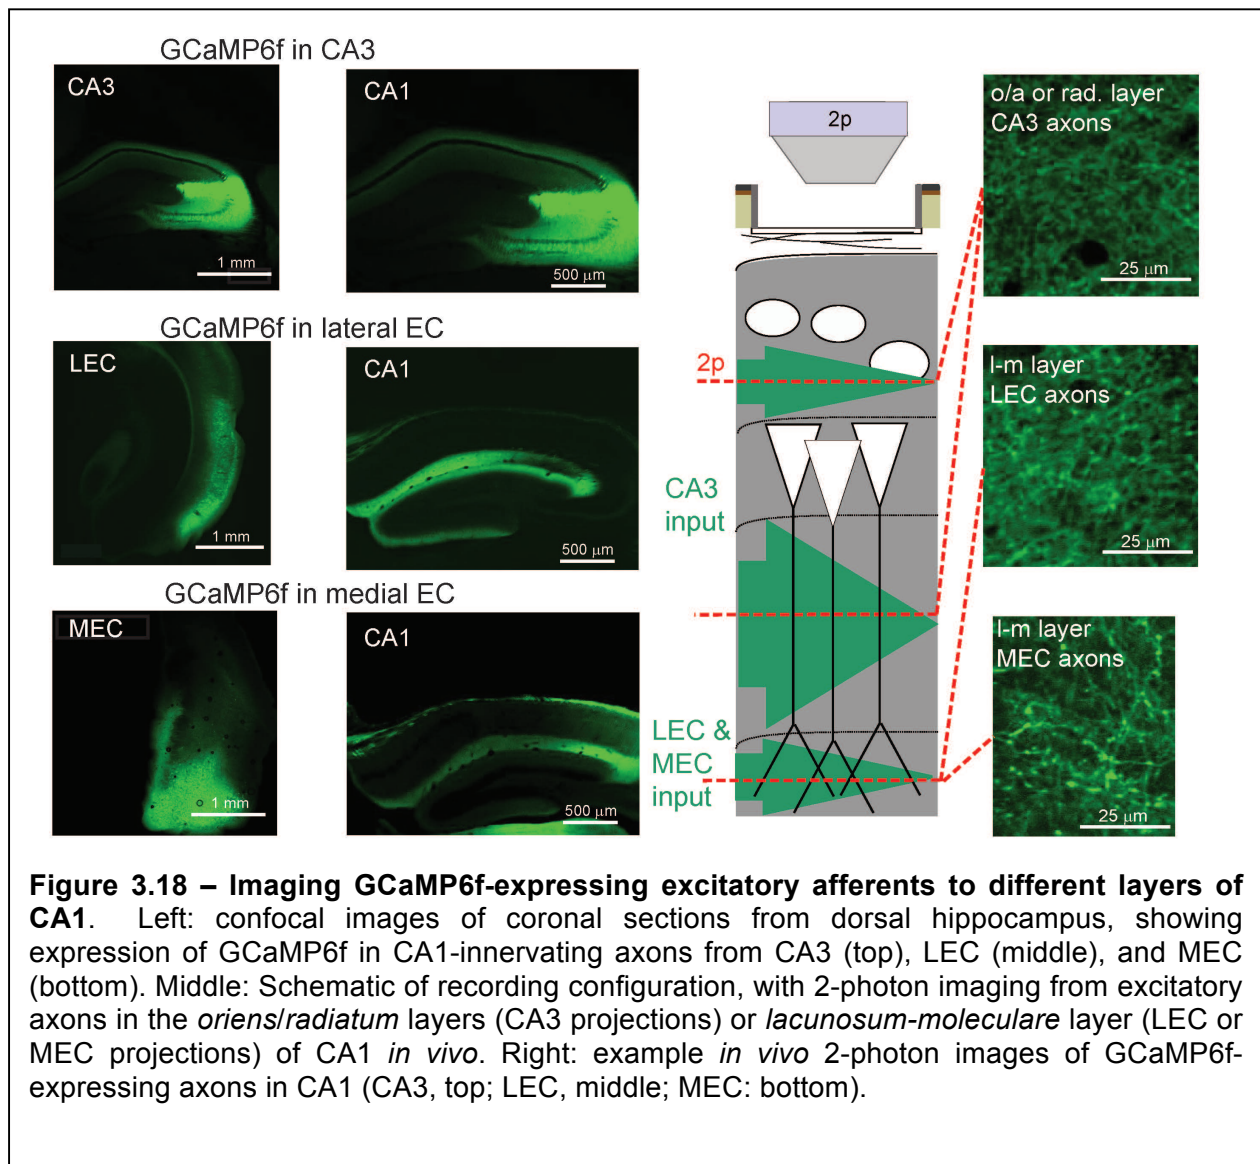 GCaMP6f in CA3
CA3
1 mm
CA1
500 µm
GCaMP6f in lateral EC
LEC
1 mm
CA1
500 µm
GCaMP6f in medial EC
MEC
1 mm
CA1
500 µm
2p
2p
CA3
input
LEC &
MEC
input
o/a or rad. layer
CA3 axons
25 µm
l-m layer
LEC axons
25 µm
l-m layer
MEC axons
25 µm
Figure 3.18 – Imaging GCaMP6f-expressing excitatory afferents to different layers of
CA1. Left: confocal images of coronal sections from dorsal hippocampus, showing
expression of GCaMP6f in CA1-innervating axons from CA3 (top), LEC (middle), and MEC
(bottom). Middle: Schematic of recording configuration, with 2-photon imaging from excitatory
axons in the oriens/radiatum layers (CA3 projections) or lacunosum-moleculare layer (LEC or
MEC projections) of CA1 in vivo. Right: example in vivo 2-photon images of GCaMP6f-
expressing axons in CA1 (CA3, top; LEC, middle; MEC: bottom).